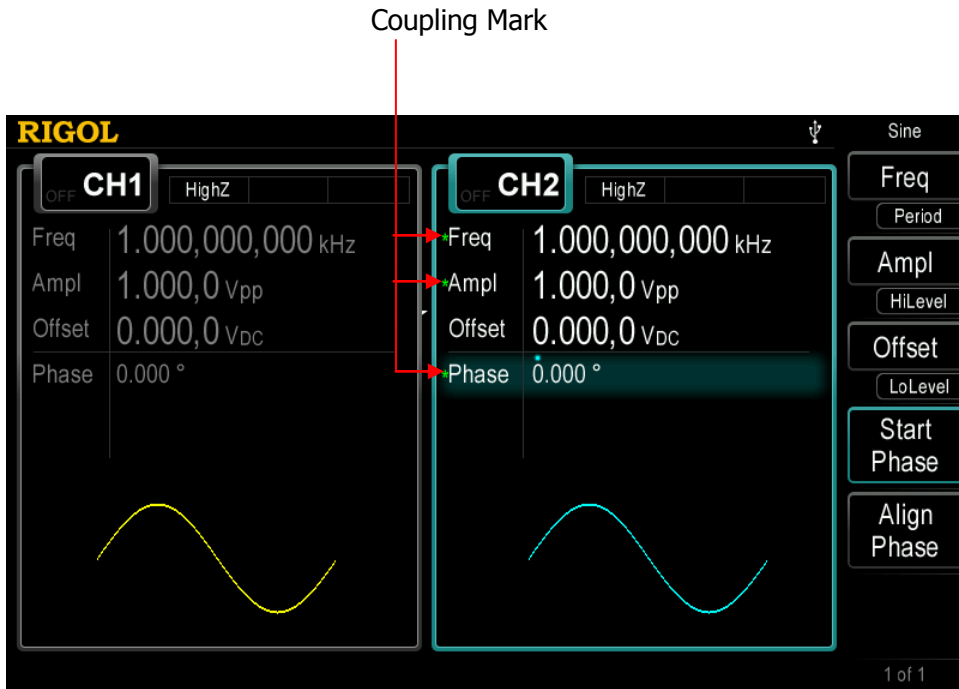 Coupling Mark
RIGOL
Sine
OFF CH1 HighZ
Freq 1.000,000,000 kHz
Ampl 1.000,0 Vpp
Offset 0.000,0 VDC
Phase 0.000 °
OFF CH2 HighZ
*Freq 1.000,000,000 kHz
*Ampl 1.000,0 Vpp
Offset 0.000,0 VDC
*Phase 0.000 °
Freq
Period
Ampl
HiLevel
Offset
LoLevel
Start
Phase
Align
Phase
1 of 1